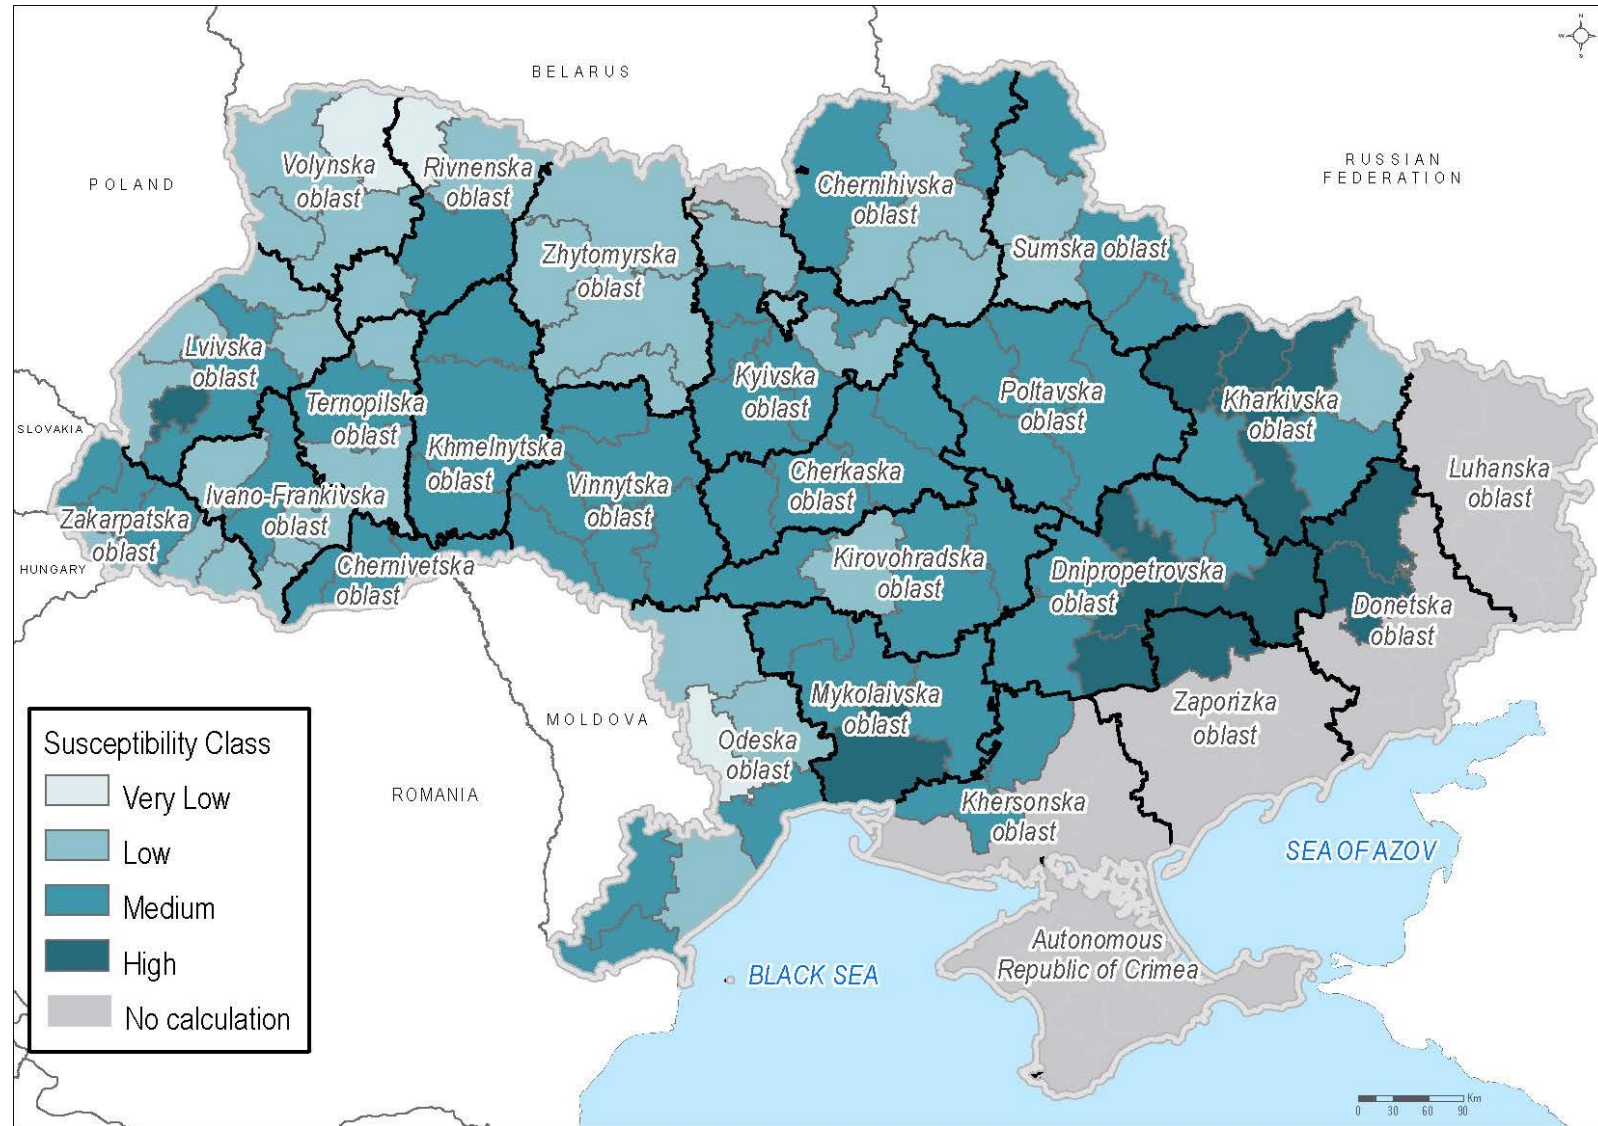 N
W
E
S
BELARUS
POLAND
RUSSIAN
FEDERATION
Volynska
oblast
Rivnenska
oblast
Chernihivska
oblast
Zhytomyrska
oblast
Sumska oblast
Lvivska
oblast
Kyivska
oblast
Poltavska
oblast
Kharkivska
oblast
Ternopilska
oblast
SLOVAKIA
Khmelnytska
oblast
Vinnytska
oblast
Cherkaska
oblast
Luhanska
oblast
Ivano-Frankivska
oblast
Zakarpatska
oblast
HUNGARY
Chernivetska
oblast
Kirovohradska
oblast
Dnipropetrovska
oblast
Donetska
oblast
MOLDOVA
Mykolaivska
oblast
Zaporizka
oblast
Odeska
oblast
ROMANIA
Khersonska
oblast
SEA OF AZOV
Autonomous
Republic of Crimea
BLACK SEA
Susceptibility Class
Very Low
Low
Medium
High
No calculation
Km
0 30 60 90